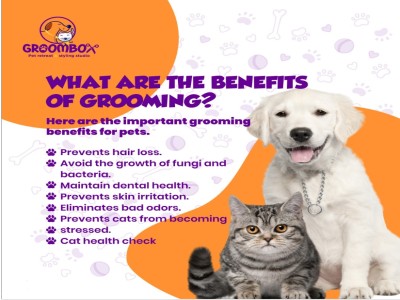 GROOMBOX
Pet retreat styling studio
WHAT ARE THE BENEFITS
OF GROOMING?
Here are the important grooming
benefits for pets.
Prevents hair loss.
Avoid the growth of fungi and
bacteria.
Maintain dental health.
Prevents skin irritation.
Eliminates bad odors.
Prevents cats from becoming
stressed.
Cat health check